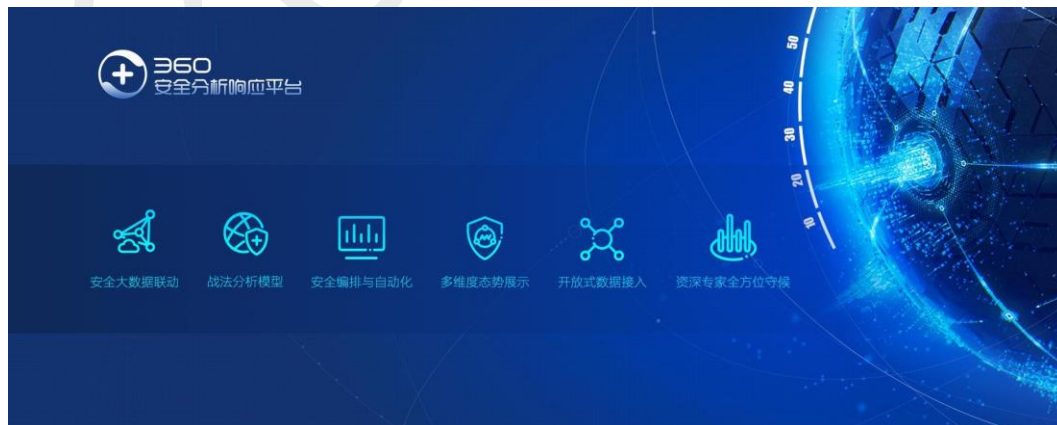 360
安全分析响应平台
安全大数据联动
战法分析模型
安全编排与自动化
多维度态势展示
开放式数据接入
资深专家全方位守候
50
40
30
20
10